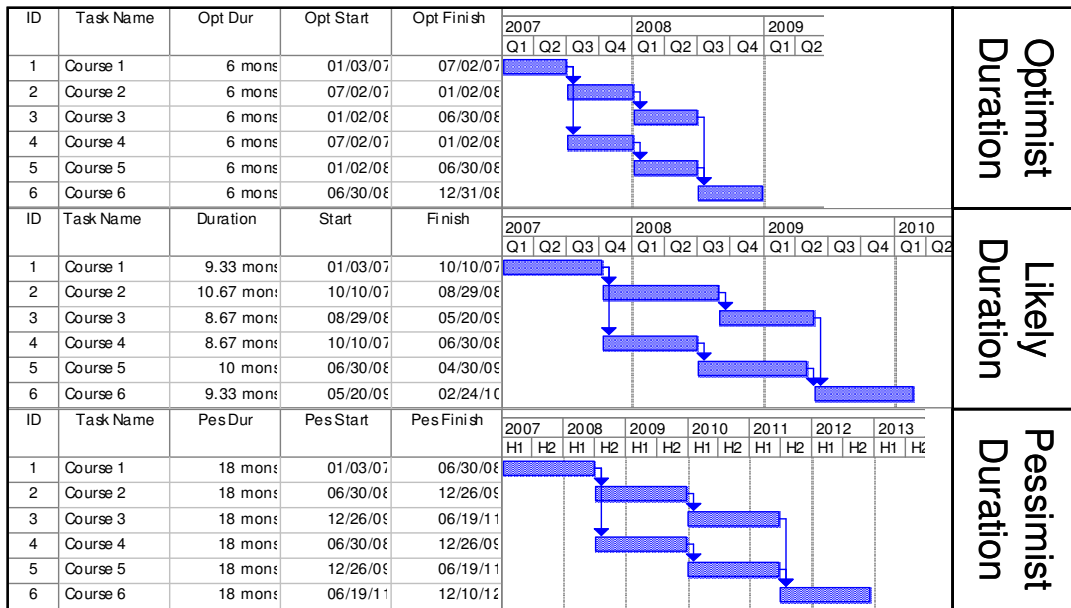 ID Task Name Opt Dur Opt Start Opt Finish 2007 2008 2009
Q1 Q2 Q3 Q4 Q1 Q2 Q3 Q4 Q1 Q2
1 Course 1 6 mons 01/03/07 07/02/07
2 Course 2 6 mons 07/02/07 01/02/08
3 Course 3 6 mons 01/02/08 06/30/08
4 Course 4 6 mons 07/02/07 01/02/08
5 Course 5 6 mons 01/02/08 06/30/08
6 Course 6 6 mons 06/30/08 12/31/08
Optimist
Duration
ID Task Name Duration Start Finish 2007 2008 2009 2010
Q1 Q2 Q3 Q4 Q1 Q2 Q3 Q4 Q1 Q2 Q3 Q4 Q1 Q2
1 Course 1 9.33 mons 01/03/07 10/10/07
2 Course 2 10.67 mons 10/10/07 08/29/08
3 Course 3 8.67 mons 08/29/08 05/20/09
4 Course 4 8.67 mons 10/10/07 06/30/08
5 Course 5 10 mons 06/30/08 04/30/09
6 Course 6 9.33 mons 05/20/09 02/24/10
Likely
Duration
ID Task Name Pes Dur Pes Start Pes Finish 2007 2008 2009 2010 2011 2012 2013
H1 H2 H1 H2 H1 H2 H1 H2 H1 H2 H1 H2 H1 H2
1 Course 1 18 mons 01/03/07 06/30/08
2 Course 2 18 mons 06/30/08 12/26/09
3 Course 3 18 mons 12/26/09 06/19/11
4 Course 4 18 mons 06/30/08 12/26/09
5 Course 5 18 mons 12/26/09 06/19/11
6 Course 6 18 mons 06/19/11 12/10/12
Pessimist
Duration